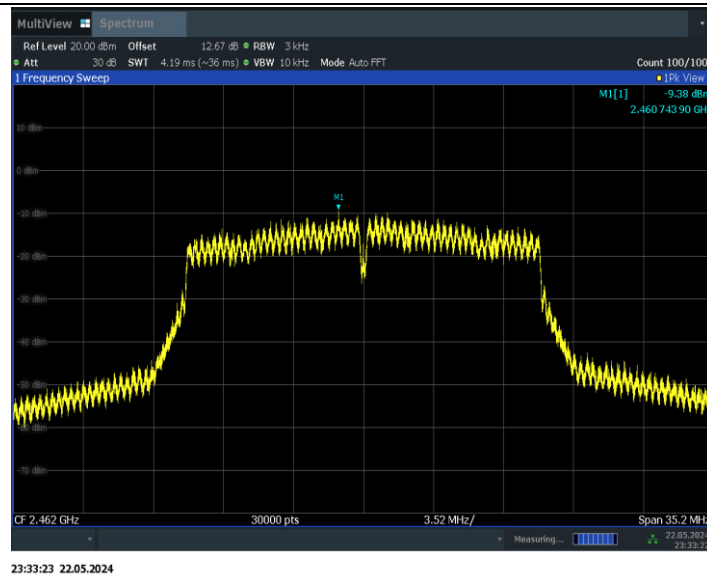 MultiView Spectrum
Ref Level 20.00 dBm Offset 12.67 dB RBW 3 kHz
Att 30 dB SWT 4.19 ms (~36 ms) VBW 10 kHz Mode Auto FFT Count 100/100
1 Frequency Sweep 1Pk View
M1[1] -9.38 dBm
2.460 743 90 GH
10 dBm
0 dBm
M1
-10 dBm
-20 dBm
-30 dBm
-40 dBm
-50 dBm
-60 dBm
-70 dBm
CF 2.462 GHz 30000 pts 3.52 MHz/ Span 35.2 MHz
Measuring... 22.05.2024
23:33:22
23:33:23 22.05.2024